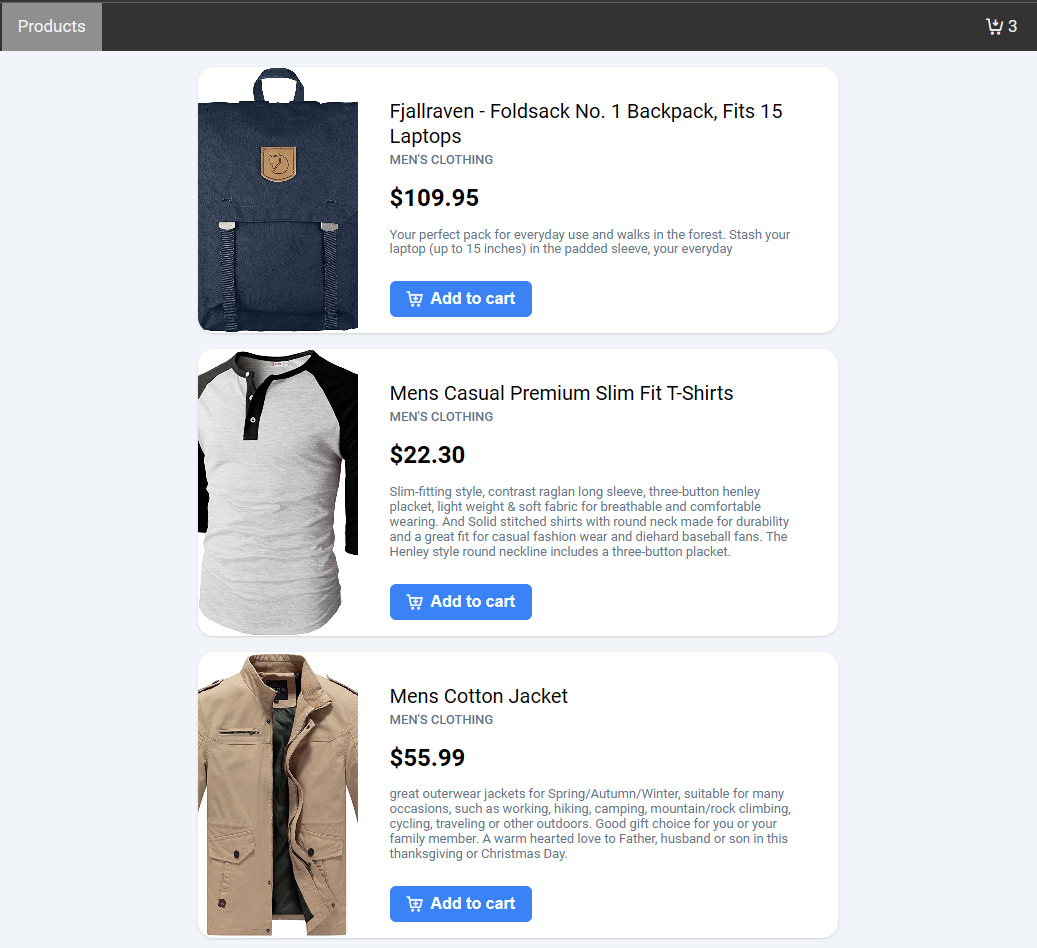 Products
3
Fjallraven - Foldsack No. 1 Backpack, Fits 15
Laptops
MEN'S CLOTHING
$109.95
Your perfect pack for everyday use and walks in the forest. Stash your
laptop (up to 15 inches) in the padded sleeve, your everyday
Add to cart
Mens Casual Premium Slim Fit T-Shirts
MEN'S CLOTHING
$22.30
Slim-fitting style, contrast raglan long sleeve, three-button henley
placket, light weight & soft fabric for breathable and comfortable
wearing. And Solid stitched shirts with round neck made for durability
and a great fit for casual fashion wear and diehard baseball fans. The
Henley style round neckline includes a three-button placket.
Add to cart
Mens Cotton Jacket
MEN'S CLOTHING
$55.99
great outerwear jackets for Spring/Autumn/Winter, suitable for many
occasions, such as working, hiking, camping, mountain/rock climbing,
cycling, traveling or other outdoors. Good gift choice for you or your
family member. A warm hearted love to Father, husband or son in this
thanksgiving or Christmas Day.
Add to cart